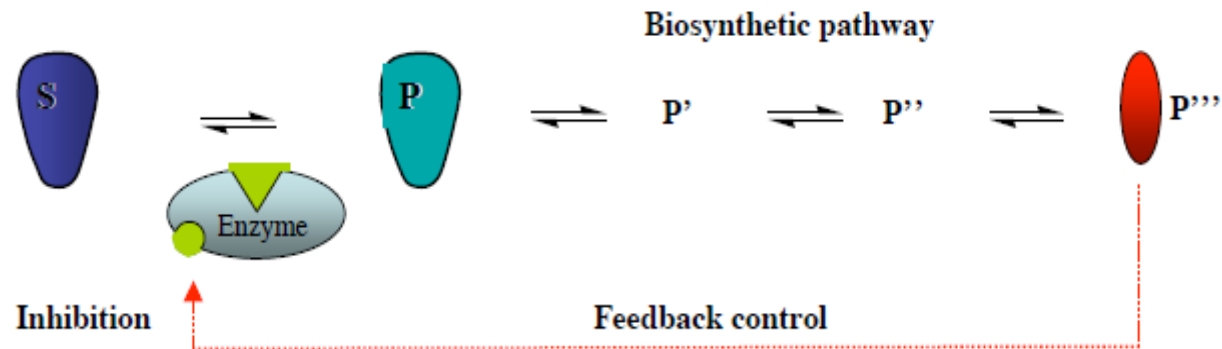 Biosynthetic pathway
S P P' P'' P'''
Enzyme
Inhibition Feedback control